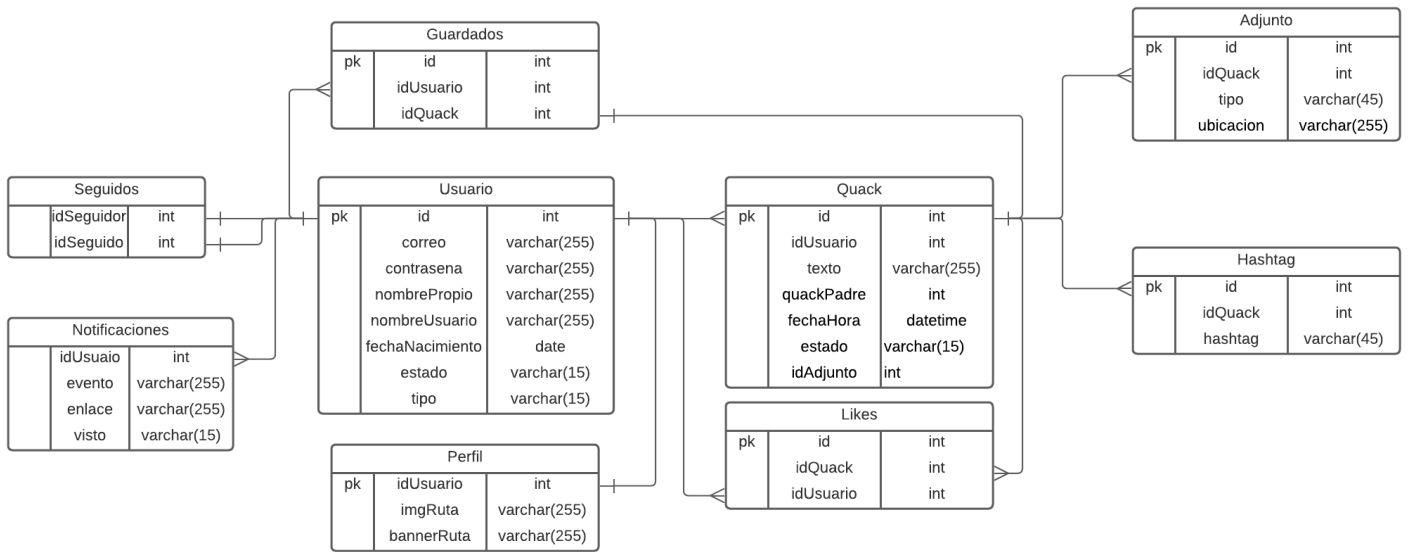 Guardados
pk id int
idUsuario int
idQuack int
Adjunto
pk id int
idQuack int
tipo varchar(45)
ubicacion varchar(255)
Seguidos
idSeguidor int
idSeguido int
Usuario
pk id int
correo varchar(255)
contrasena varchar(255)
nombrePropio varchar(255)
nombreUsuario varchar(255)
fechaNacimiento date
estado varchar(15)
tipo varchar(15)
Quack
pk id int
idUsuario int
texto varchar(255)
quackPadre int
fechaHora datetime
estado varchar(15)
idAdjunto int
Hashtag
pk id int
idQuack int
hashtag varchar(45)
Notificaciones
idUsuaio int
evento varchar(255)
enlace varchar(255)
visto varchar(15)
Perfil
pk idUsuario int
imgRuta varchar(255)
bannerRuta varchar(255)
Likes
pk id int
idQuack int
idUsuario int